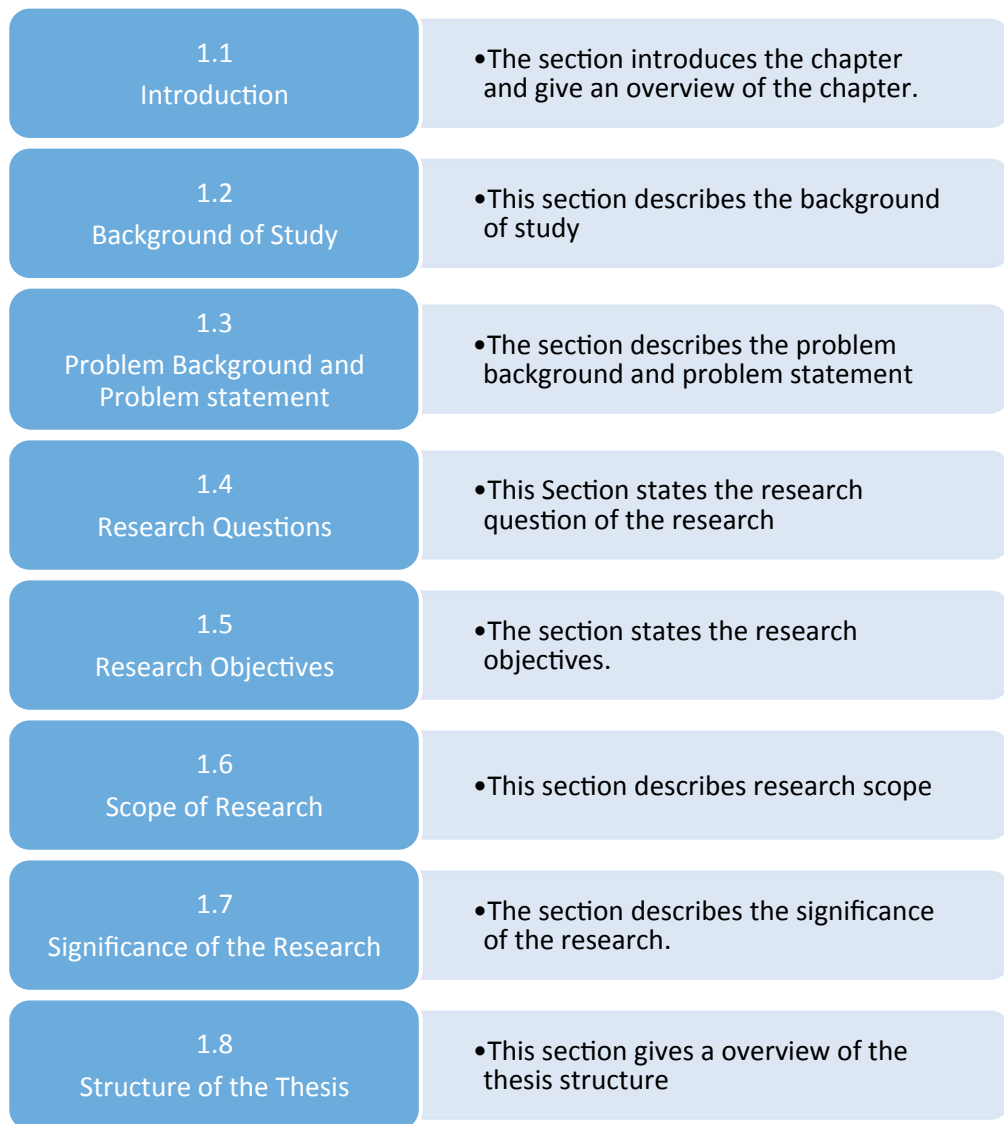 1.1
Introduction
•The section introduces the chapter
and give an overview of the chapter.
1.2
Background of Study
•This section describes the background
of study
1.3
Problem Background and
Problem statement
•The section describes the problem
background and problem statement
1.4
Research Questions
•This Section states the research
question of the research
1.5
Research Objectives
•The section states the research
objectives.
1.6
Scope of Research
•This section describes research scope
1.7
Significance of the Research
•The section describes the significance
of the research.
1.8
Structure of the Thesis
•This section gives a overview of the
thesis structure